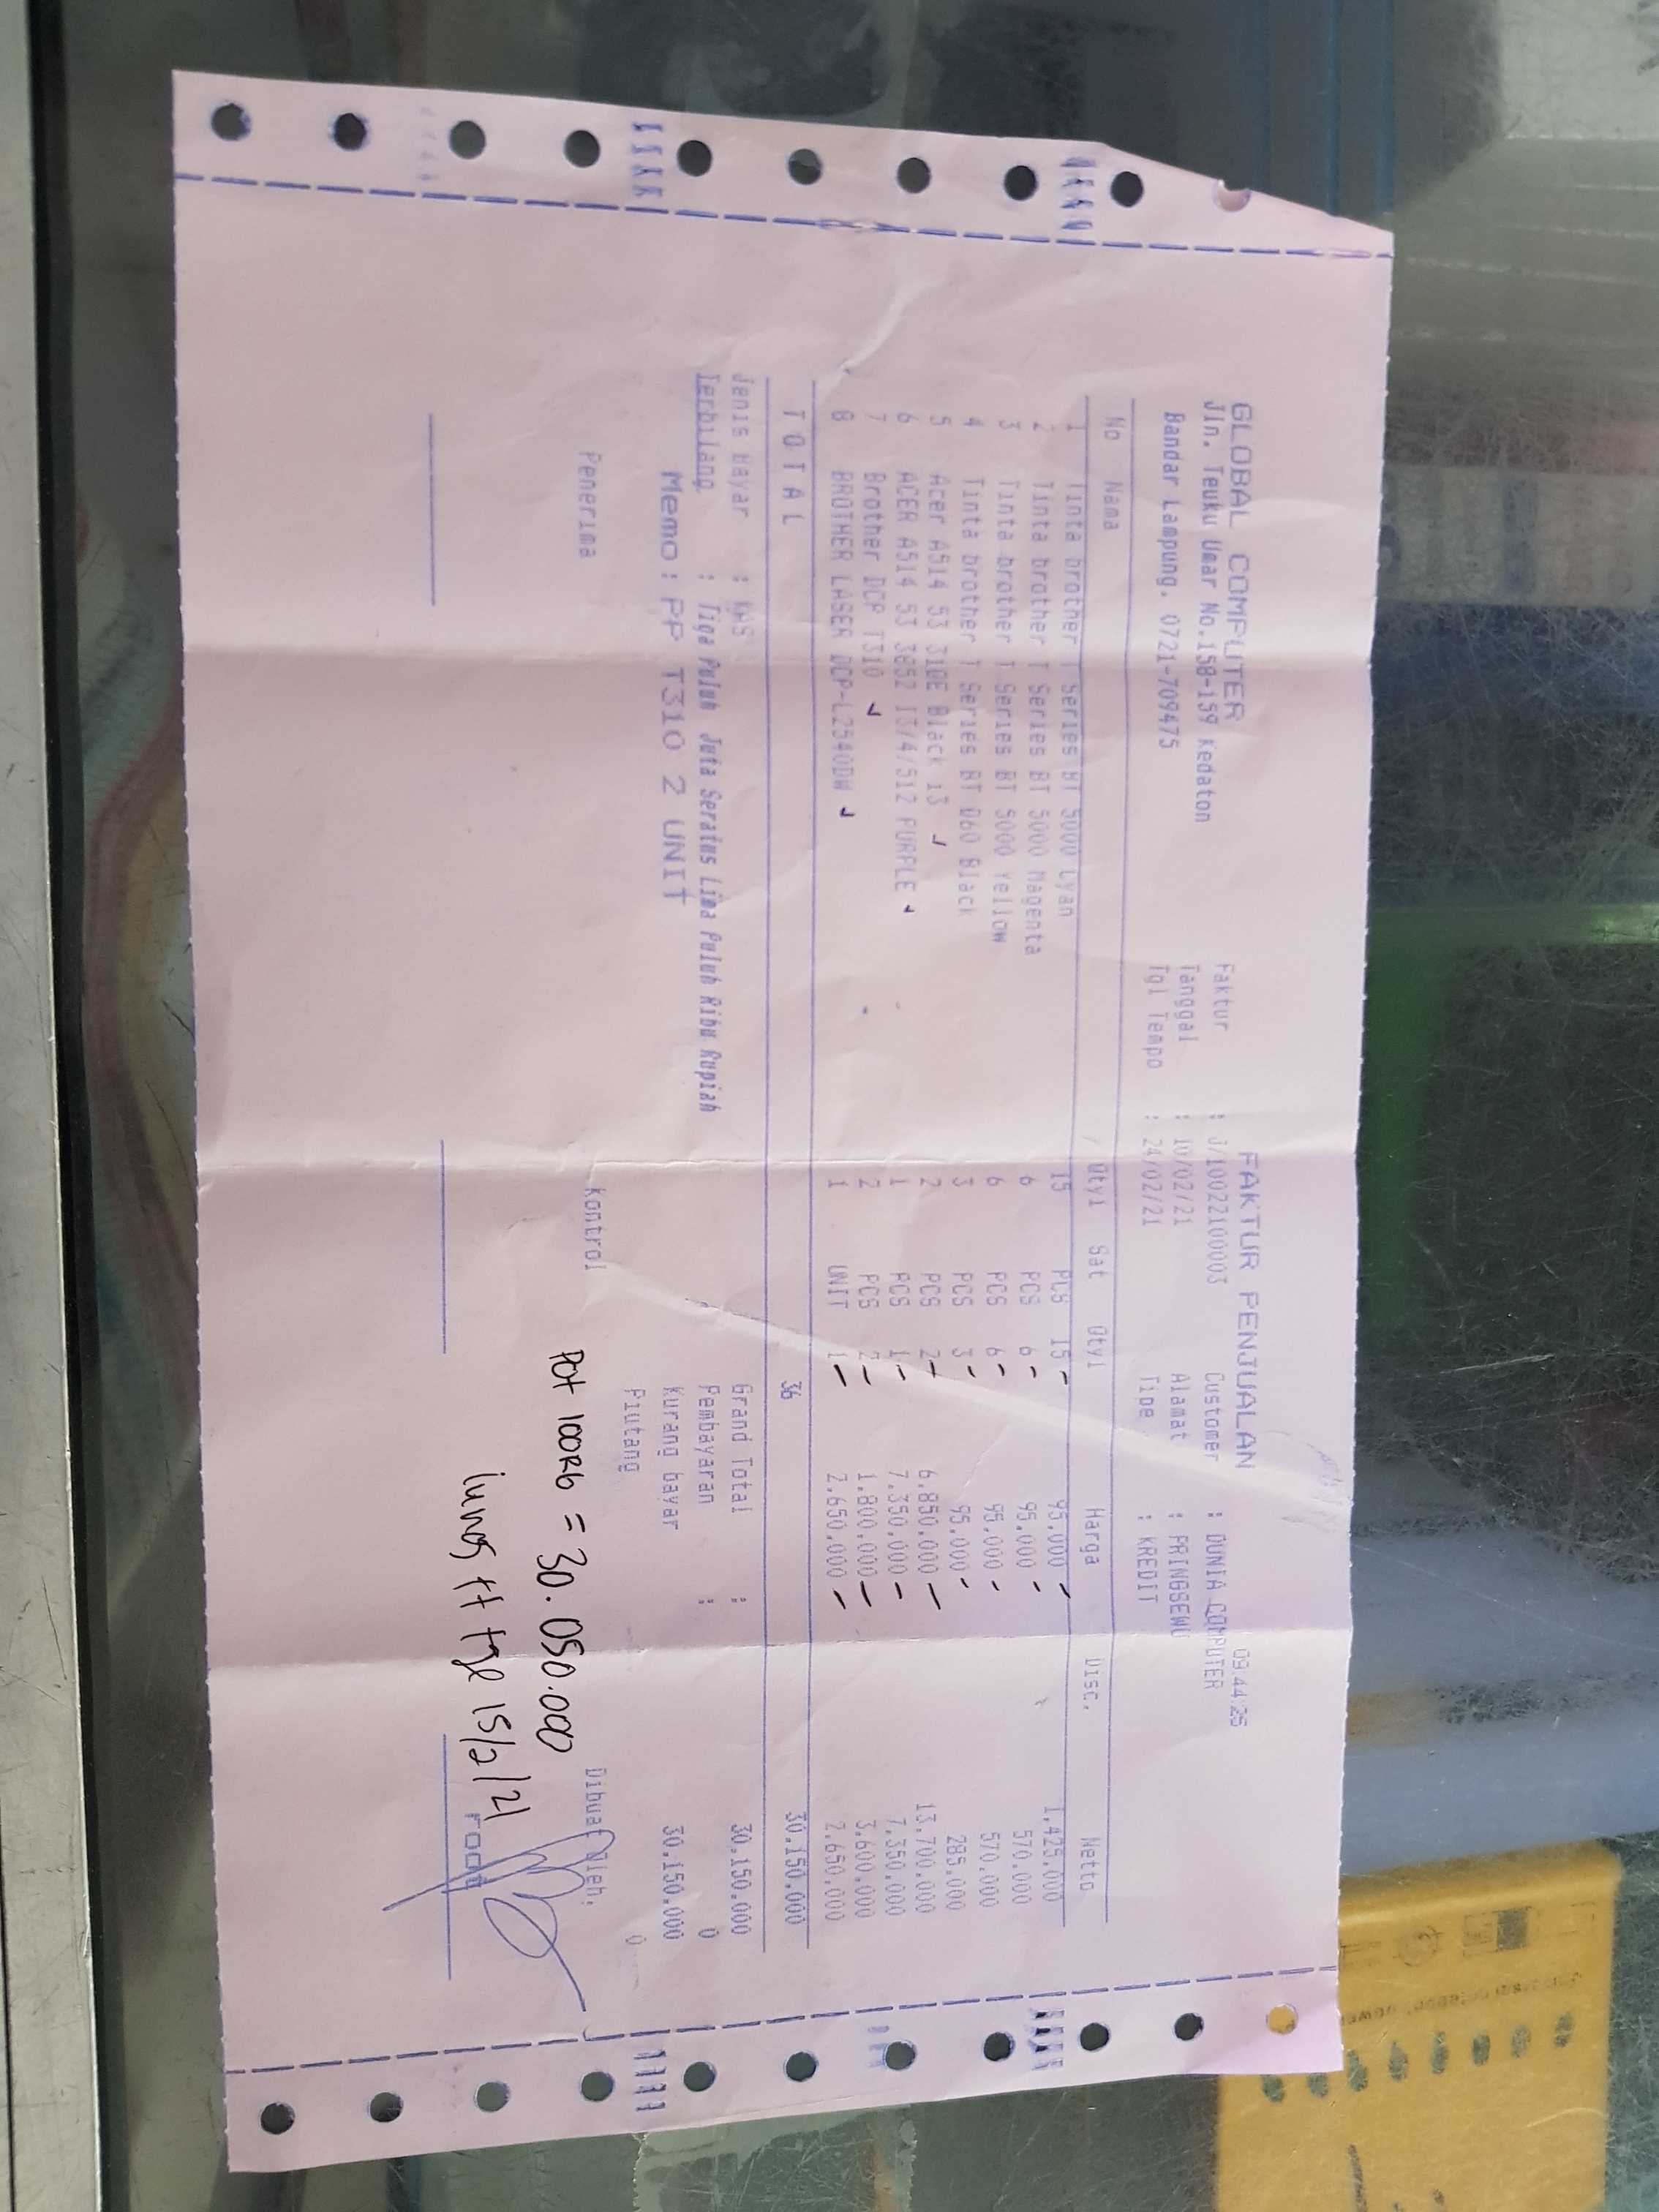 GLOBAL COMPUTER FAKTUR PENJUALAN 09:44:26
Jln. Teuku Umar No.158-159 Kedaton Faktur : J/10022100003 Customer : DUNIA COMPUTER
Bandar Lampung. 0721-709475 Tanggal : 10/02/21 Alamat : PRINGSEWU
Tgl Tempo : 24/02/21 Tipe : KREDIT
No Nama / Qty1 Sat Qty1 Harga Disc. Netto
1 Tinta brother T Series BT 5000 Cyan 15 PCS 15 95.000 1.425.000
2 Tinta brother T Series BT 5000 Magenta 6 PCS 6 95.000 570.000
3 Tinta brother T Series BT 5000 Yellow 6 PCS 6 95.000 570.000
4 Tinta brother T Series BT D60 Black 3 PCS 3 95.000 285.000
5 Acer A514 53 310E Black i3 2 PCS 2 6.850.000 13.700.000
6 ACER A514 53 3852 I3/4/512 PURPLE 1 PCS 1 7.350.000 7.350.000
7 Brother DCP T310 2 PCS 2 1.800.000 3.600.000
8 BROTHER LASER DCP-L2540DW 1 UNIT 1 2.650.000 2.650.000
T O T A L 36 30.150.000
Jenis bayar : KAS Grand Total : 30.150.000
Terbilang : Tiga Puluh Juta Seratus Lima Puluh Ribu Rupiah Pembayaran : 0
Memo : PP T310 2 UNIT Kurang bayar 30.150.000
Piutang 0
Penerima Kontrol Dibuat Oleh,
Pot 100Rb = 30.050.000
lunas tt tgl 15/2/21